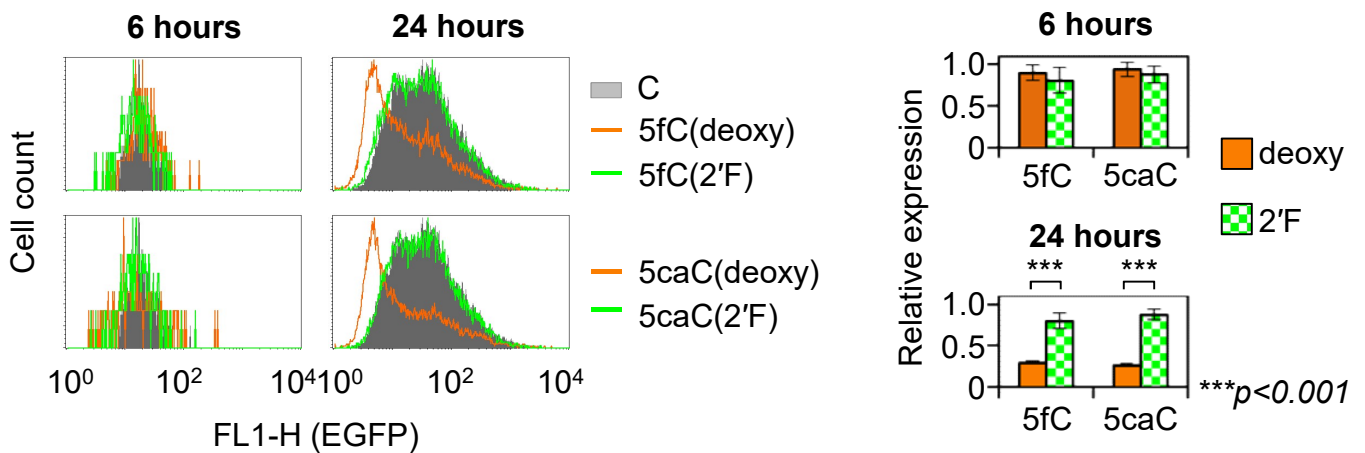 6 hours
24 hours
Cell count
C
5fC(deoxy)
5fC(2′F)
5caC(deoxy)
5caC(2′F)
10⁰ 10² 10⁴ 10⁰ 10² 10⁴
FL1-H (EGFP)
6 hours
Relative expression
1.0
0.5
0
5fC 5caC
deoxy
2′F
24 hours
*** ***
1.0
0.5
0
5fC 5caC
***p<0.001